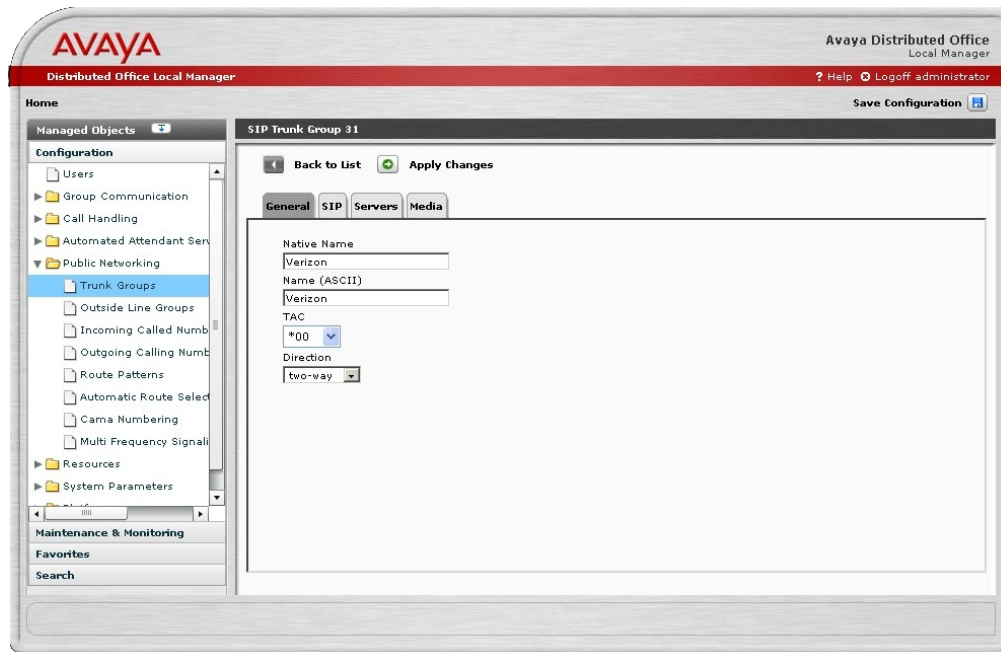 AVAYA
Avaya Distributed Office
Local Manager
Distributed Office Local Manager
? Help Logoff administrator
Home
Save Configuration
Managed Objects
SIP Trunk Group 31
Configuration
Back to List Apply Changes
Users
Group Communication
Call Handling
Automated Attendant Serv
Public Networking
Trunk Groups
Outside Line Groups
Incoming Called Numb
Outgoing Calling Numb
Route Patterns
Automatic Route Select
Cama Numbering
Multi Frequency Signali
Resources
System Parameters
Maintenance & Monitoring
Favorites
Search
General SIP Servers Media
Native Name
Verizon
Name (ASCII)
Verizon
TAC
*00
Direction
two-way